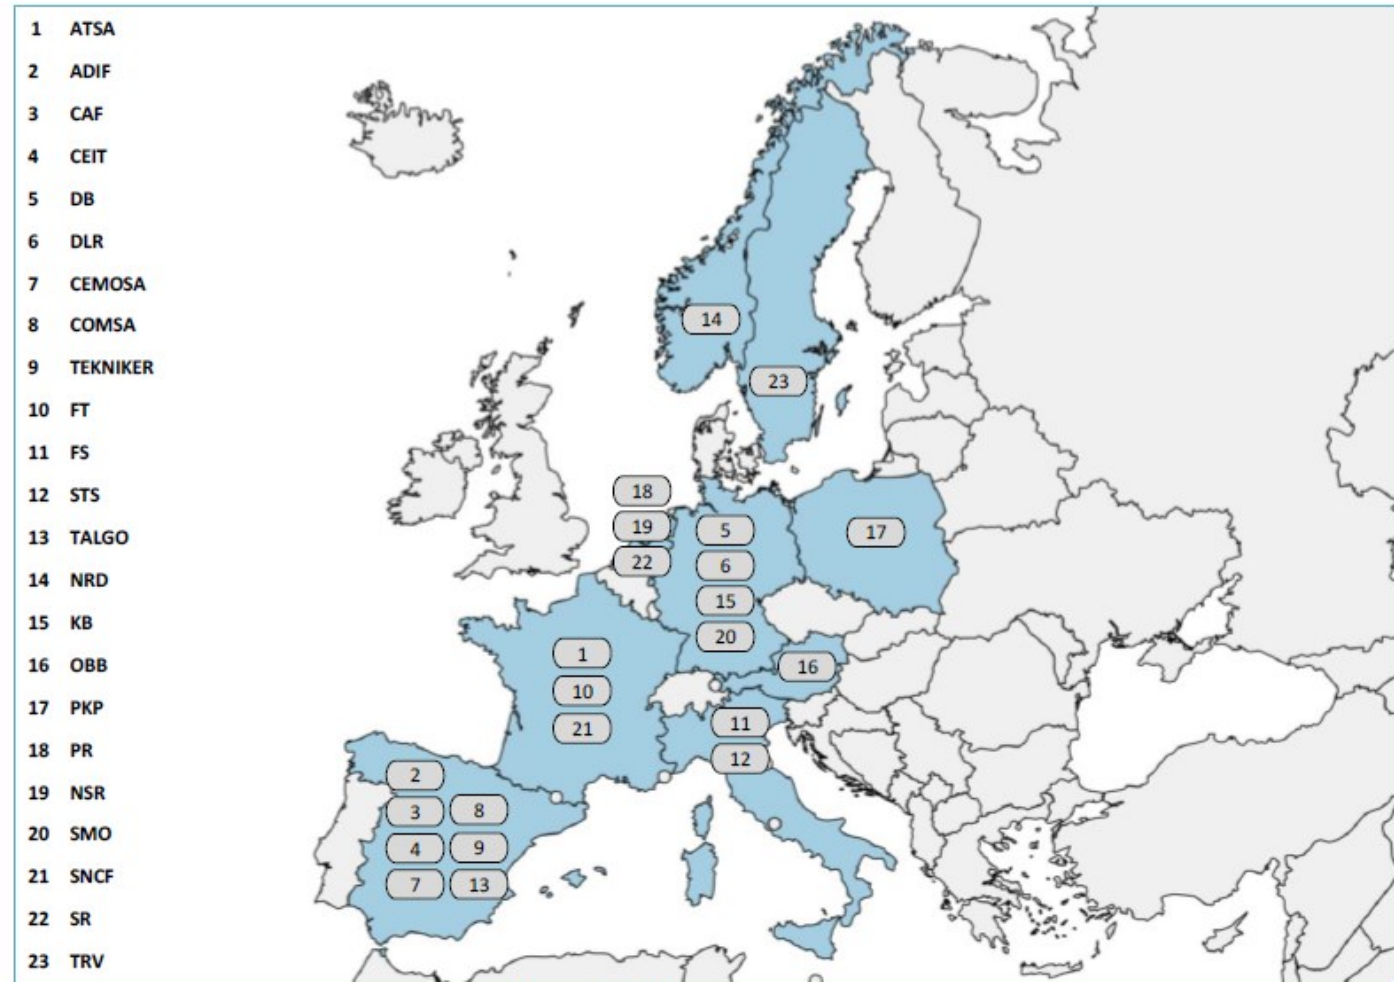 1 ATSA
2 ADIF
3 CAF
4 CEIT
5 DB
6 DLR
7 CEMOSA
8 COMSA
9 TEKNIKER
10 FT
11 FS
12 STS
13 TALGO
14 NRD
15 KB
16 OBB
17 PKP
18 PR
19 NSR
20 SMO
21 SNCF
22 SR
23 TRV
14
23
18
19
22
5
6
15
20
17
1
10
21
16
11
12
2
3 8
4 9
7 13